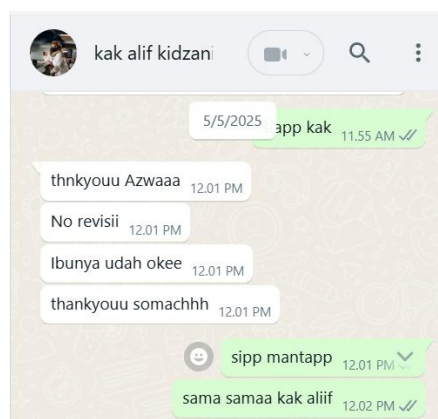 kak alif kidzani
5/5/2025
app kak 11.55 AM
thnkyouu Azwaaa 12.01 PM
No revisii 12.01 PM
Ibunya udah okee 12.01 PM
thankyouu somachhh 12.01 PM
sipp mantapp 12.01 PM
sama samaa kak aliif 12.02 PM